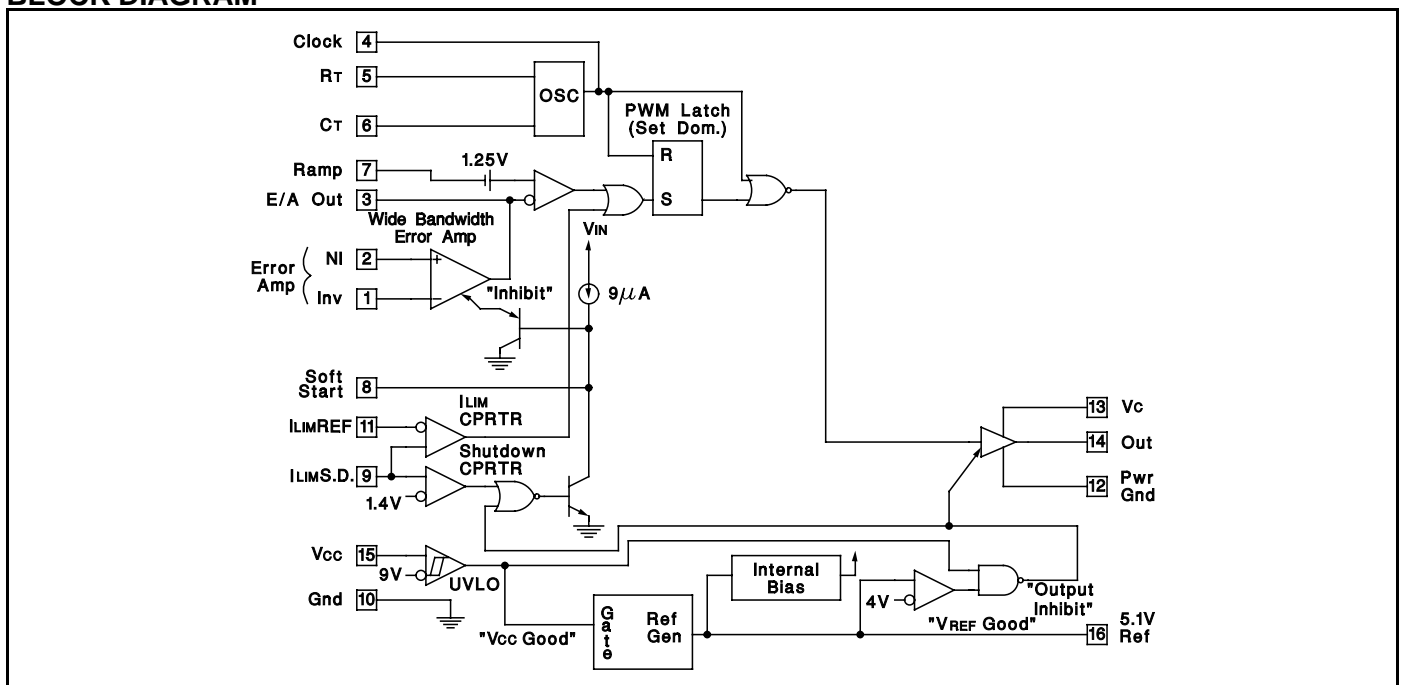 BLOCK DIAGRAM
Clock 4
RT 5
CT 6
OSC
PWM Latch
(Set Dom.)
R
S
Ramp 7
1.25V
E/A Out 3
Wide Bandwidth
Error Amp
VIN
Error
Amp
NI 2
Inv 1
"Inhibit"
9µA
Soft
Start 8
ILIMREF 11
ILIM
CPRTR
ILIMS.D. 9
Shutdown
CPRTR
1.4V
13 Vc
14 Out
12 Pwr
Gnd
Vcc 15
9V
UVLO
Gnd 10
"Vcc Good"
Gate
Ref
Gen
Internal
Bias
4V
"VREF Good"
"Output
Inhibit"
16 5.1V
Ref